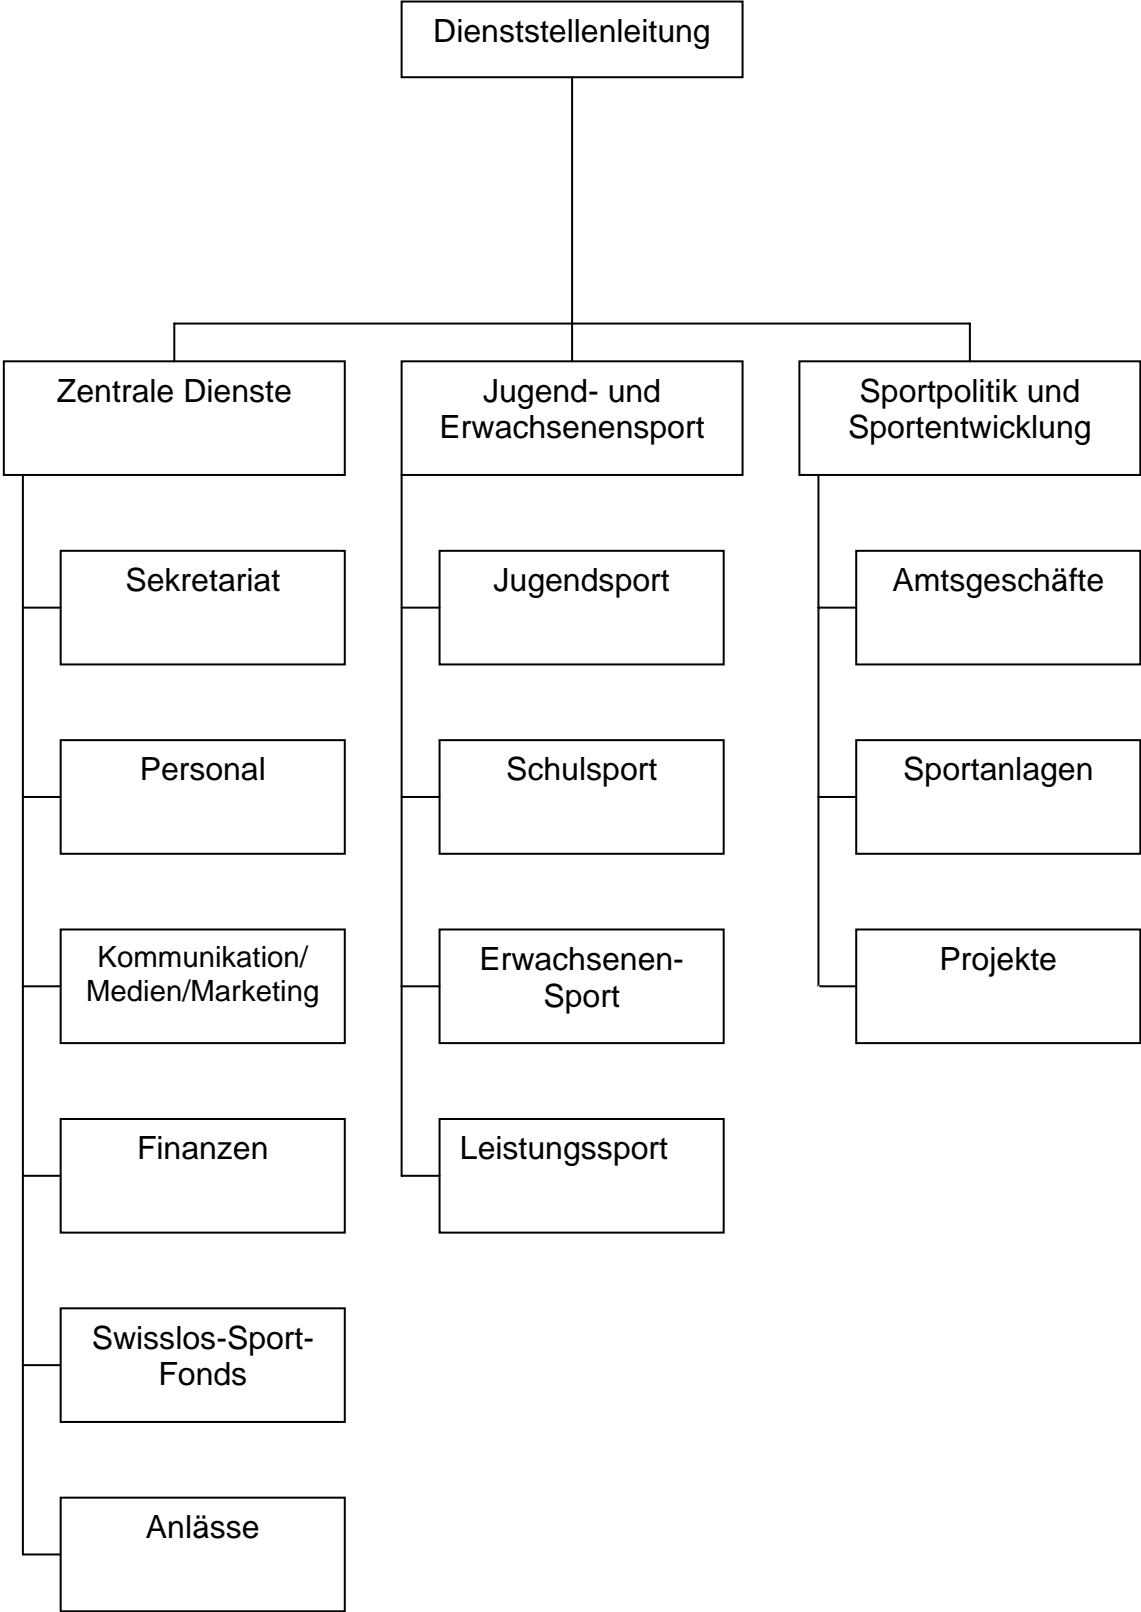 Dienststellenleitung
Zentrale Dienste
Jugend- und
Erwachsenensport
Sportpolitik und
Sportentwicklung
Sekretariat
Jugendsport
Amtsgeschäfte
Personal
Schulsport
Sportanlagen
Kommunikation/
Medien/Marketing
Erwachsenen-
Sport
Projekte
Finanzen
Leistungssport
Swisslos-Sport-
Fonds
Anlässe